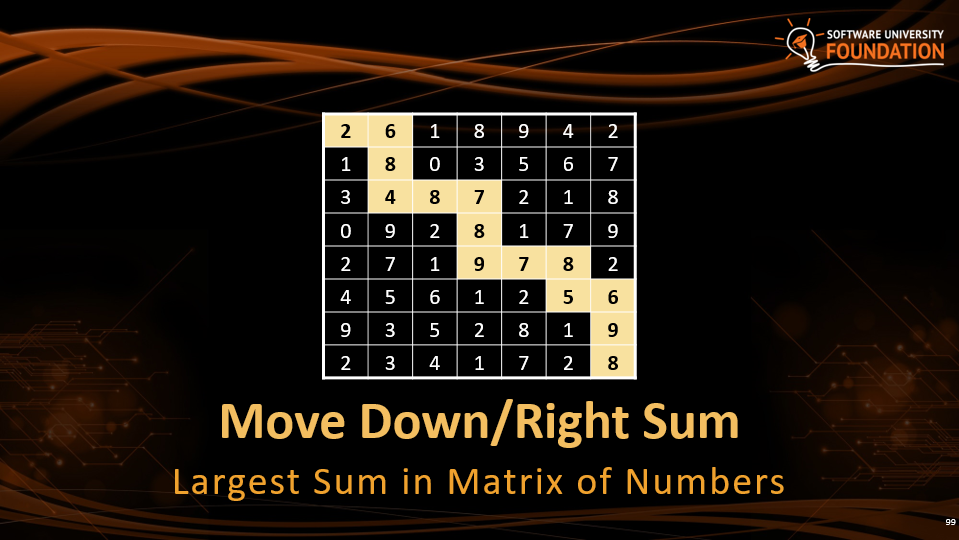 SOFTWARE UNIVERSITY
FOUNDATION
2 6 1 8 9 4 2
1 8 0 3 5 6 7
3 4 8 7 2 1 8
0 9 2 8 1 7 9
2 7 1 9 7 8 2
4 5 6 1 2 5 6
9 3 5 2 8 1 9
2 3 4 1 7 2 8
Move Down/Right Sum
Largest Sum in Matrix of Numbers
99